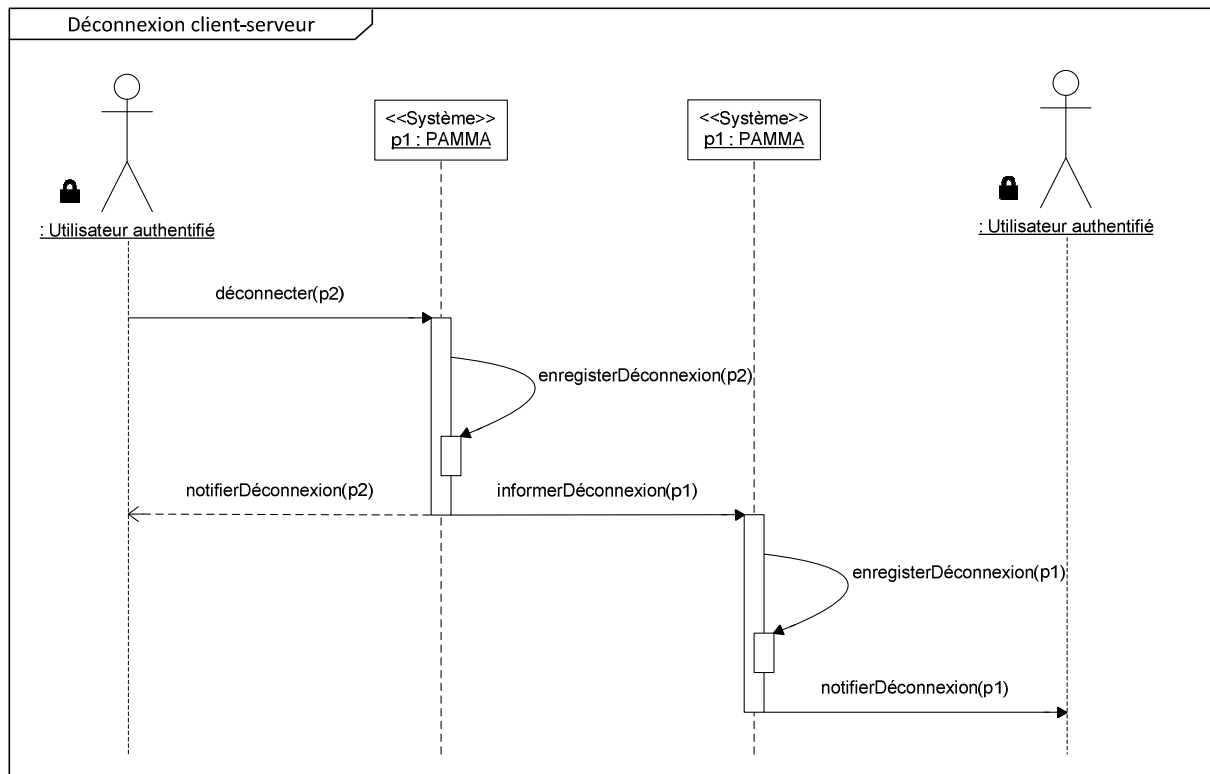 Déconnexion client-serveur
<<Système>>
p1 : PAMMA
<<Système>>
p1 : PAMMA
: Utilisateur authentifié
: Utilisateur authentifié
déconnecter(p2)
enregisterDéconnexion(p2)
notifierDéconnexion(p2)
informerDéconnexion(p1)
enregisterDéconnexion(p1)
notifierDéconnexion(p1)